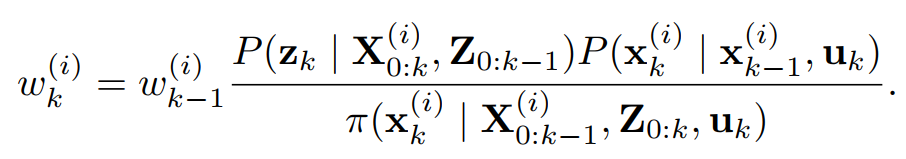 $w_k^{(i)} = w_{k-1}^{(i)} \frac{P(\mathbf{z}_k \mid \mathbf{X}_{0:k}^{(i)}, \mathbf{Z}_{0:k-1}) P(\mathbf{x}_k^{(i)} \mid \mathbf{x}_{k-1}^{(i)}, \mathbf{u}_k)}{\pi(\mathbf{x}_k^{(i)} \mid \mathbf{X}_{0:k-1}^{(i)}, \mathbf{Z}_{0:k}, \mathbf{u}_k)}.$